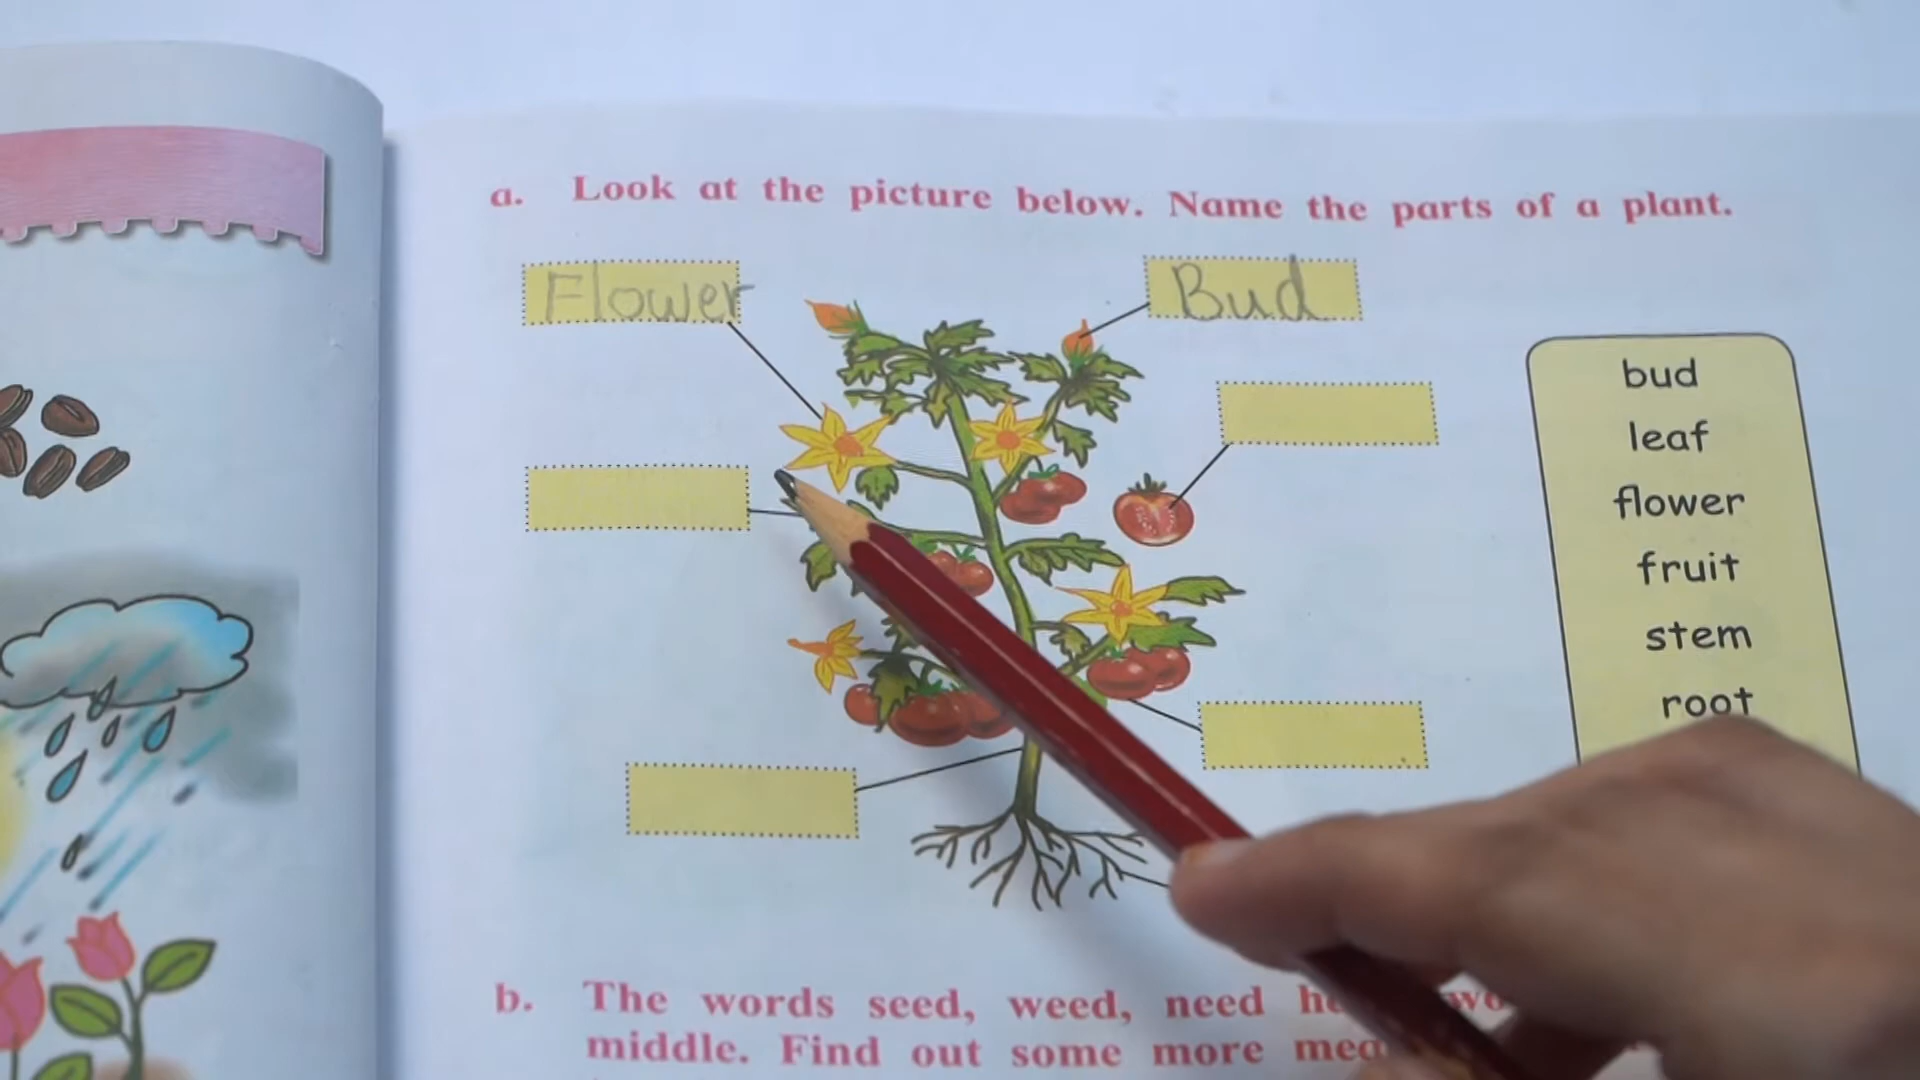 a. Look at the picture below. Name the parts of a plant.
Flower
Bud
bud
leaf
flower
fruit
stem
root
b. The words seed, weed, need
middle. Find out some more